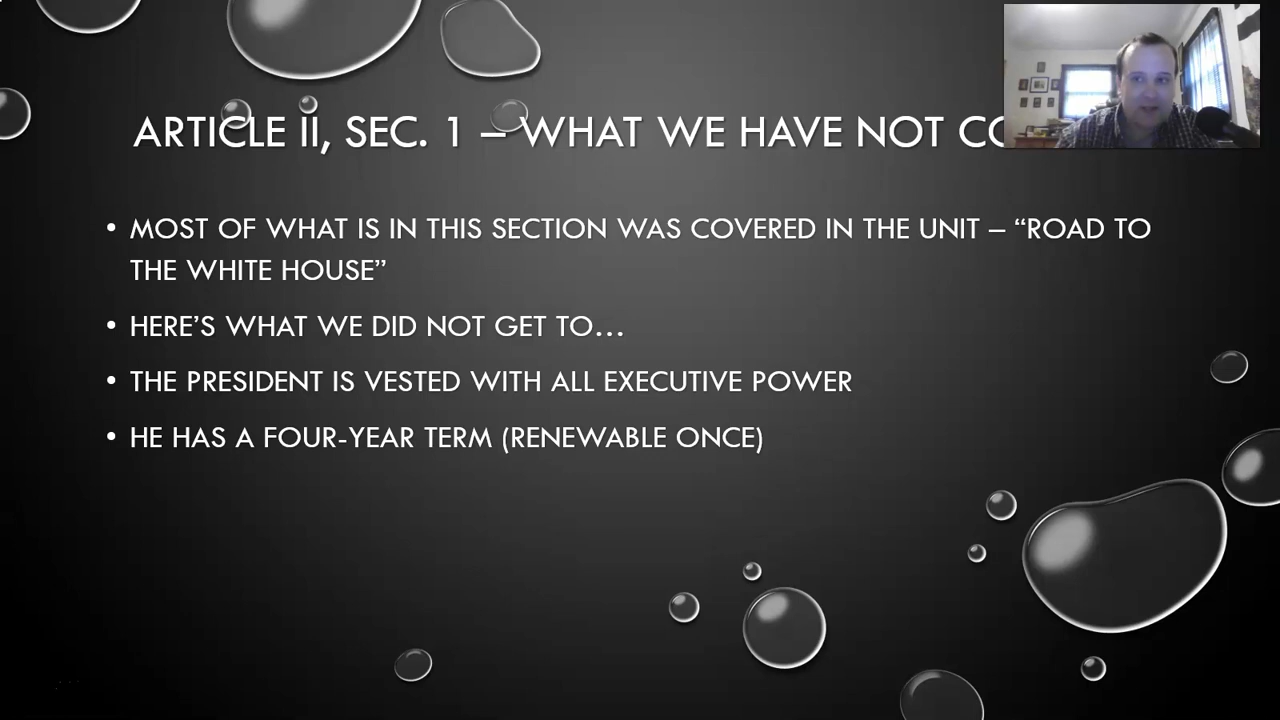 ARTICLE II, SEC. 1 – WHAT WE HAVE NOT
• MOST OF WHAT IS IN THIS SECTION WAS COVERED IN THE UNIT – “ROAD TO
THE WHITE HOUSE”
• HERE’S WHAT WE DID NOT GET TO…
• THE PRESIDENT IS VESTED WITH ALL EXECUTIVE POWER
• HE HAS A FOUR-YEAR TERM (RENEWABLE ONCE)